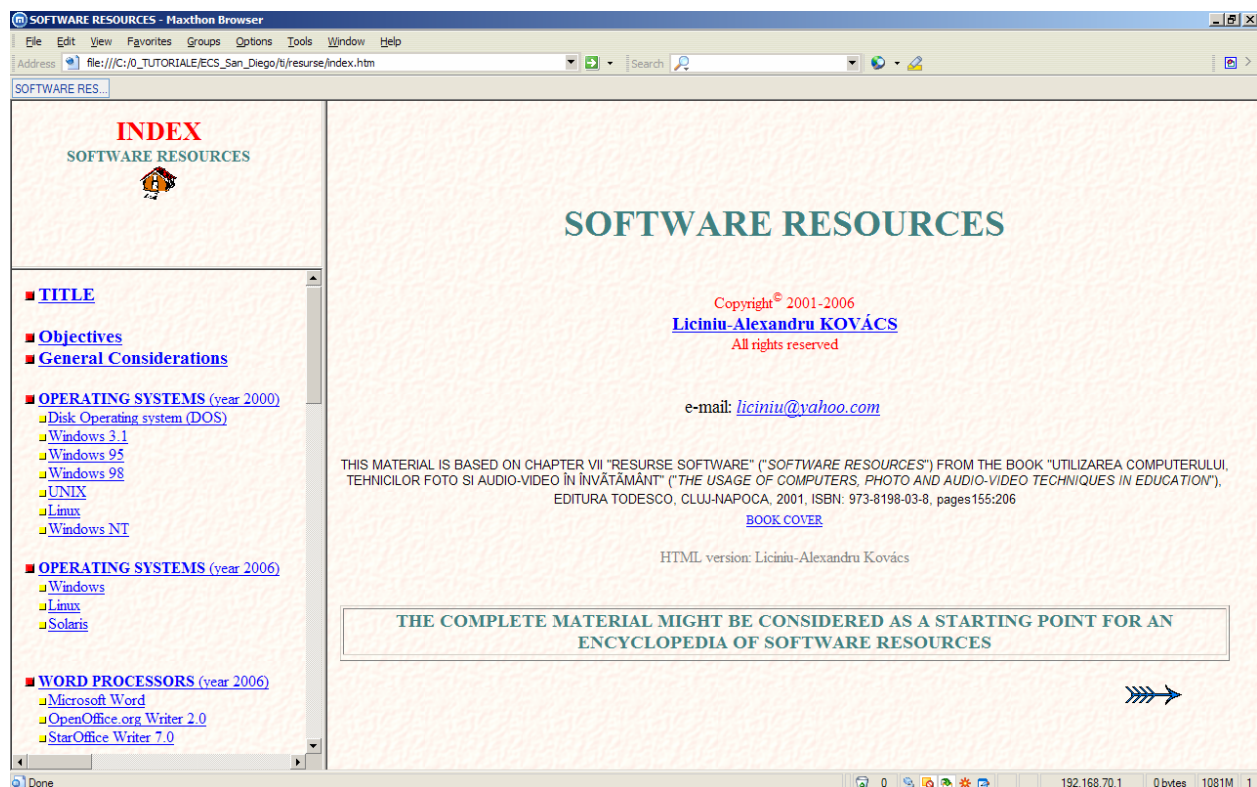 SOFTWARE RESOURCES - Maxthon Browser
File Edit View Favorites Groups Options Tools Window Help
Address file:///C:/0_TUTORIALE/ECS_San_Diego/ti/resurse/index.htm Search
SOFTWARE RES...
INDEX
SOFTWARE RESOURCES
TITLE
Objectives
General Considerations
OPERATING SYSTEMS (year 2000)
Disk Operating system (DOS)
Windows 3.1
Windows 95
Windows 98
UNIX
Linux
Windows NT
OPERATING SYSTEMS (year 2006)
Windows
Linux
Solaris
WORD PROCESSORS (year 2006)
Microsoft Word
OpenOffice.org Writer 2.0
StarOffice Writer 7.0
SOFTWARE RESOURCES
Copyright© 2001-2006
Liciniu-Alexandru KOVÁCS
All rights reserved
e-mail: liciniu@yahoo.com
THIS MATERIAL IS BASED ON CHAPTER VII "RESURSE SOFTWARE" ("SOFTWARE RESOURCES") FROM THE BOOK "UTILIZAREA COMPUTERULUI,
TEHNICILOR FOTO SI AUDIO-VIDEO ÎN ÎNVÃTÃMÂNT" ("THE USAGE OF COMPUTERS, PHOTO AND AUDIO-VIDEO TECHNIQUES IN EDUCATION"),
EDITURA TODESCO, CLUJ-NAPOCA, 2001, ISBN: 973-8198-03-8, pages155:206
BOOK COVER
HTML version: Liciniu-Alexandru Kovács
THE COMPLETE MATERIAL MIGHT BE CONSIDERED AS A STARTING POINT FOR AN
ENCYCLOPEDIA OF SOFTWARE RESOURCES
Done 0 192.168.70.1 0 bytes 1081M 1